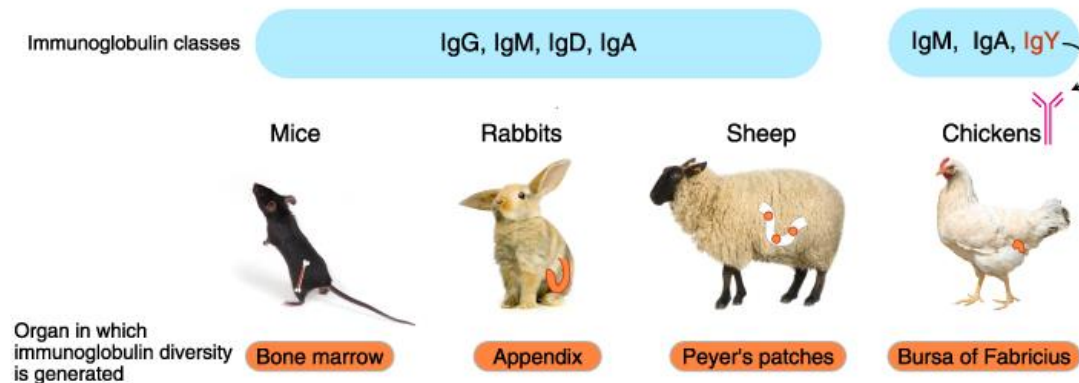 Immunoglobulin classes
IgG, IgM, IgD, IgA
IgM, IgA, IgY
Mice
Rabbits
Sheep
Chickens
Organ in which
immunoglobulin diversity
is generated
Bone marrow
Appendix
Peyer's patches
Bursa of Fabricius